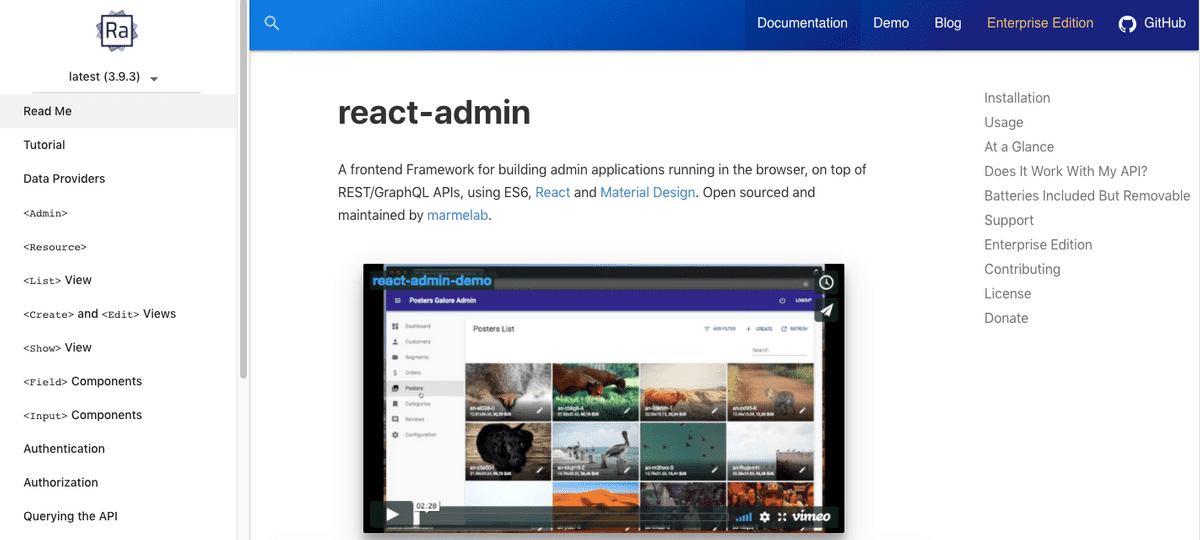 Ra
latest (3.9.3)
Read Me
Tutorial
Data Providers
<Admin>
<Resource>
<List> View
<Create> and <Edit> Views
<Show> View
<Field> Components
<Input> Components
Authentication
Authorization
Querying the API
Documentation
Demo
Blog
Enterprise Edition
GitHub
react-admin
A frontend Framework for building admin applications running in the browser, on top of
REST/GraphQL APIs, using ES6, React and Material Design. Open sourced and
maintained by marmelab.
react-admin-demo
Posters Galore Admin
LOGOUT
Dashboard
Customers
Segments
Orders
Posters
Categories
Reviews
Configuration
Posters List
ADD FILTER
CREATE
REFRESH
Search
02:28
vimeo
Installation
Usage
At a Glance
Does It Work With My API?
Batteries Included But Removable
Support
Enterprise Edition
Contributing
License
Donate